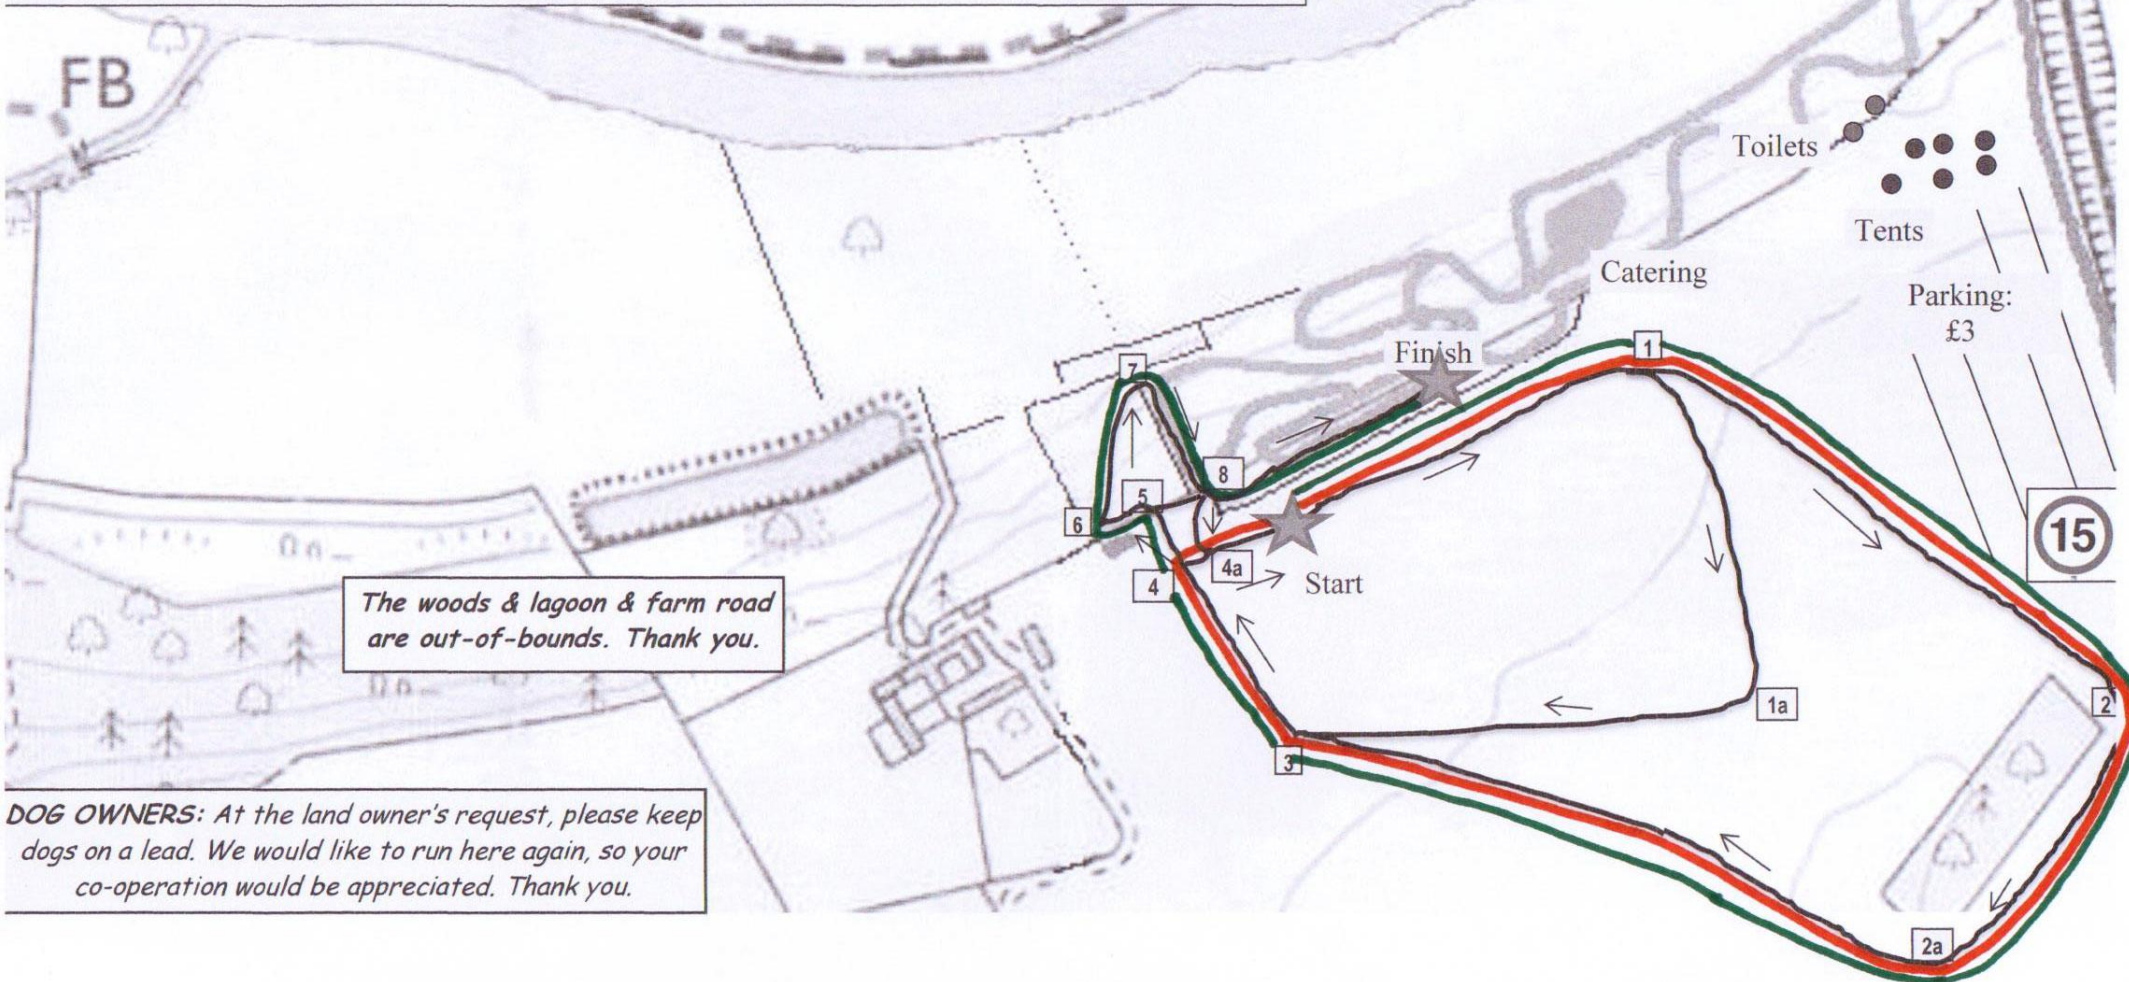 FB
Toilets
Tents
Catering
Parking:
£3
Finish
1
7
8
5
6
15
4a
4
Start
The woods & lagoon & farm road
are out-of-bounds. Thank you.
1a
2
3
DOG OWNERS: At the land owner's request, please keep
dogs on a lead. We would like to run here again, so your
co-operation would be appreciated. Thank you.
2a